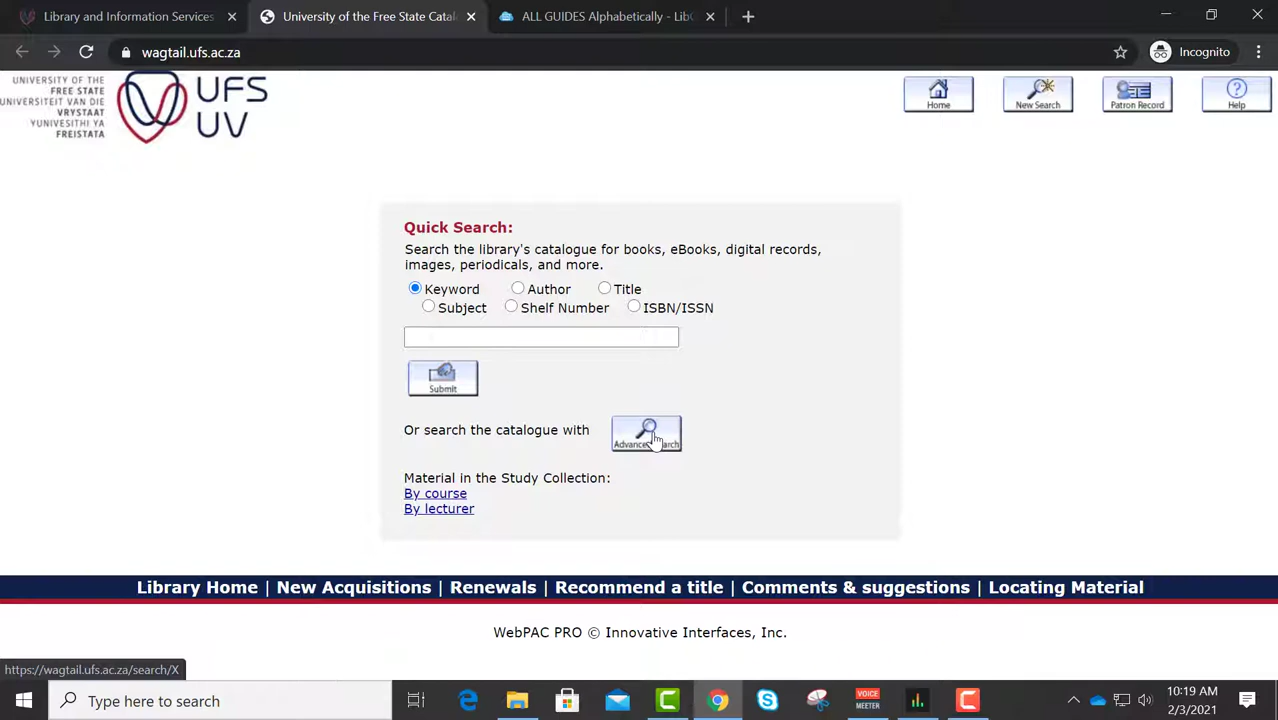 Library and Information Services
University of the Free State Catal
ALL GUIDES Alphabetically - LibG
wagtail.ufs.ac.za
Incognito
UNIVERSITY OF THE
FREE STATE
UNIVERSITEIT VAN DIE
VRYSTAAT
YUNIVESITHI YA
FREISTATA
UFS
UV
Home
New Search
Patron Record
Help
Quick Search:
Search the library's catalogue for books, eBooks, digital records,
images, periodicals, and more.
Keyword Author Title
Subject Shelf Number ISBN/ISSN
Submit
Or search the catalogue with
Material in the Study Collection:
By course
By lecturer
Library Home | New Acquisitions | Renewals | Recommend a title | Comments & suggestions | Locating Material
WebPAC PRO © Innovative Interfaces, Inc.
https://wagtail.ufs.ac.za/search/X
Type here to search
VOICE
MEETER
10:19 AM
2/3/2021